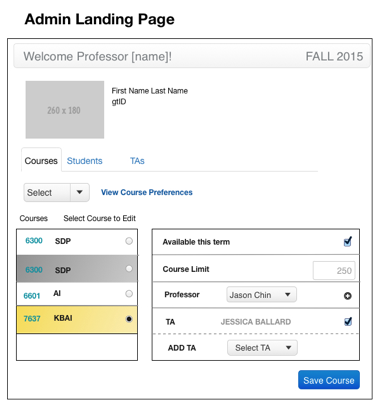 Admin Landing Page
Welcome Professor [name]! FALL 2015
260 x 180
First Name Last Name
gtID
Courses Students TAs
Select View Course Preferences
Courses Select Course to Edit
6300 SDP
6300 SDP
6601 AI
7637 KBAI
Available this term
Course Limit 250
Professor Jason Chin
TA JESSICA BALLARD
ADD TA Select TA
Save Course